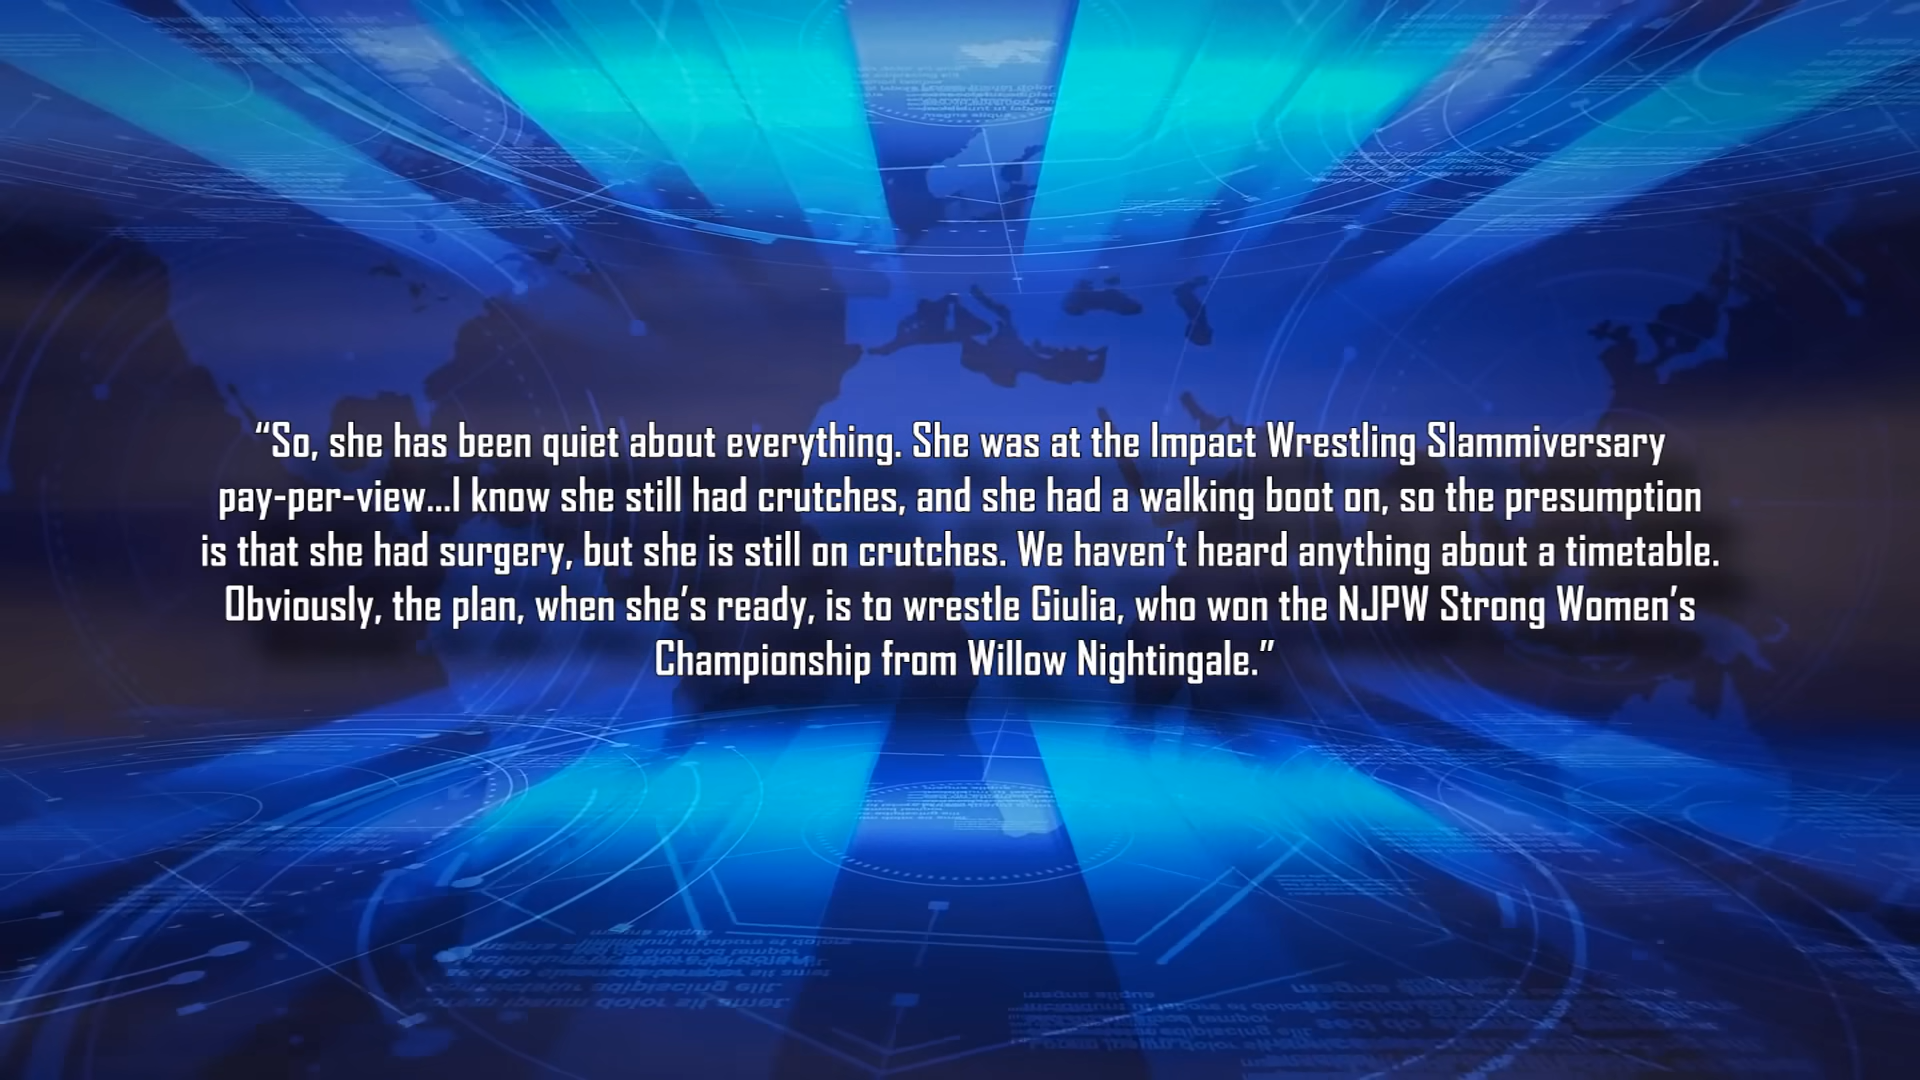 “So, she has been quiet about everything. She was at the Impact Wrestling Slammiversary
pay-per-view...I know she still had crutches, and she had a walking boot on, so the presumption
is that she had surgery, but she is still on crutches. We haven’t heard anything about a timetable.
Obviously, the plan, when she’s ready, is to wrestle Giulia, who won the NJPW Strong Women’s
Championship from Willow Nightingale.”